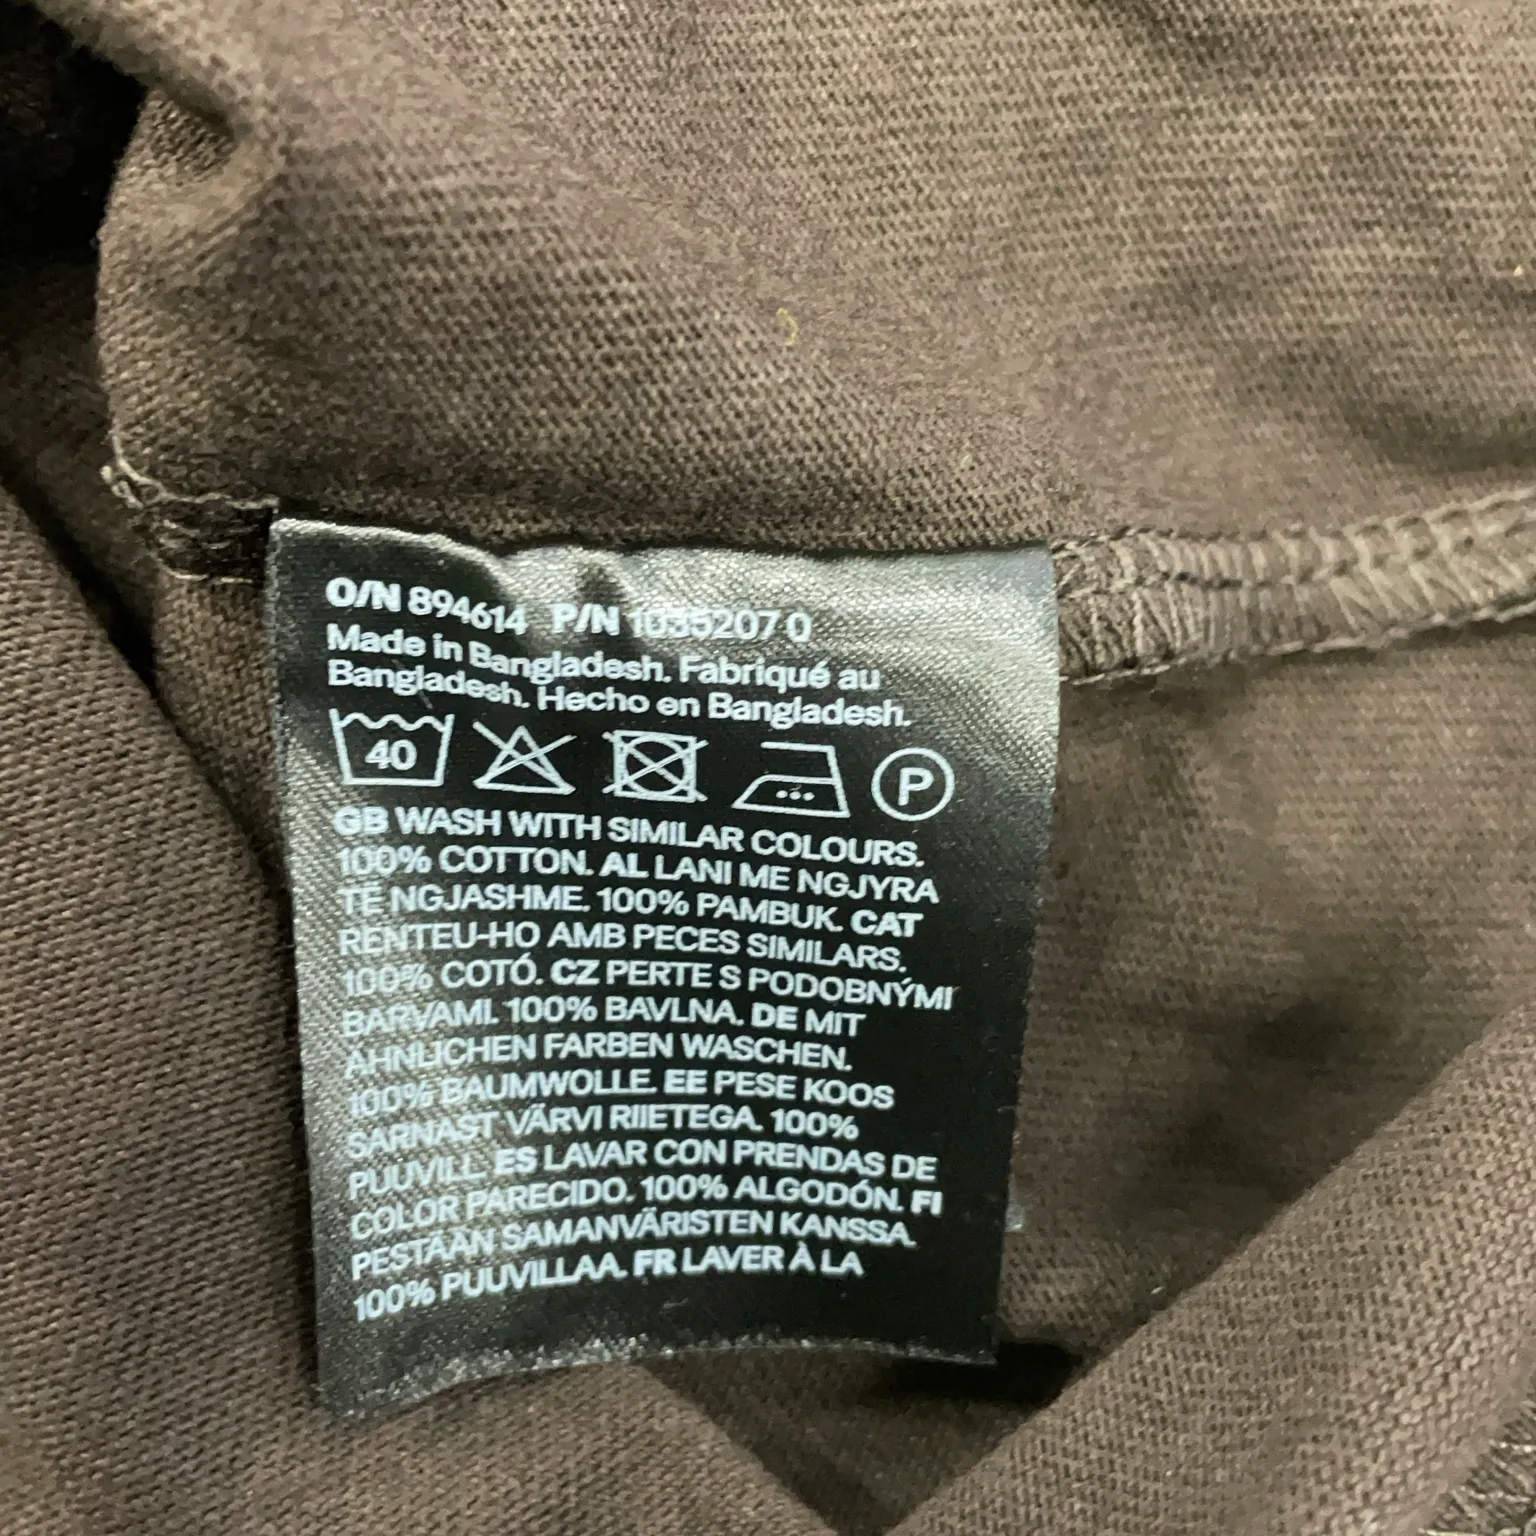 O/N 894614 P/N 1035207 0
Made in Bangladesh. Fabriqué au
Bangladesh. Hecho en Bangladesh.
40 P
GB WASH WITH SIMILAR COLOURS.
100% COTTON. AL LANI ME NGJYRA
TË NGJASHME. 100% PAMBUK. CAT
RENTEU-HO AMB PECES SIMILARS.
100% COTÓ. CZ PERTE S PODOBNÝMI
BARVAMI. 100% BAVLNA. DE MIT
ÄHNLICHEN FARBEN WASCHEN.
100% BAUMWOLLE. EE PESE KOOS
SARNAST VÄRVI RIIETEGA. 100%
PUUVILL. ES LAVAR CON PRENDAS DE
COLOR PARECIDO. 100% ALGODÓN. FI
PESTÄÄN SAMANVÄRISTEN KANSSA.
100% PUUVILLAA. FR LAVER À LA